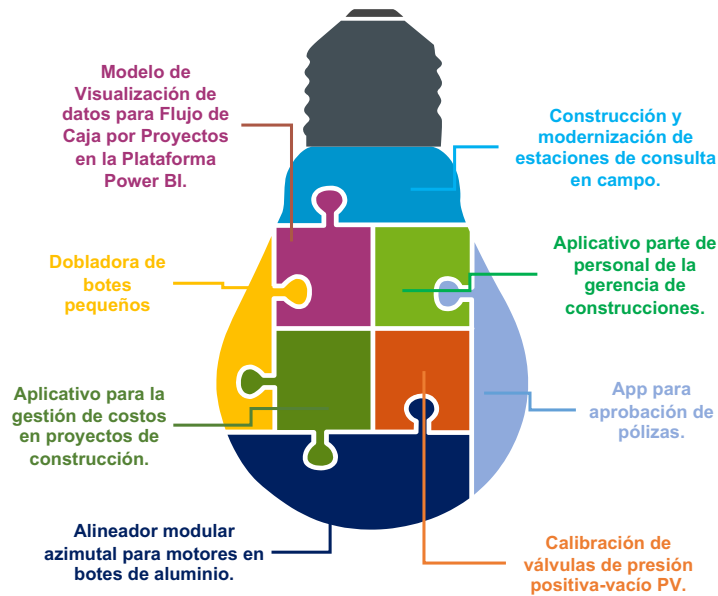 Modelo de
Visualización de
datos para Flujo de
Caja por Proyectos
en la Plataforma
Power BI.
Construcción y
modernización de
estaciones de consulta
en campo.
Dobladora de
botes
pequeños
Aplicativo parte de
personal de la
gerencia de
construcciones.
Aplicativo para la
gestión de costos
en proyectos de
construcción.
App para
aprobación de
pólizas.
Alineador modular
azimutal para motores en
botes de aluminio.
Calibración de
válvulas de presión
positiva-vacío PV.